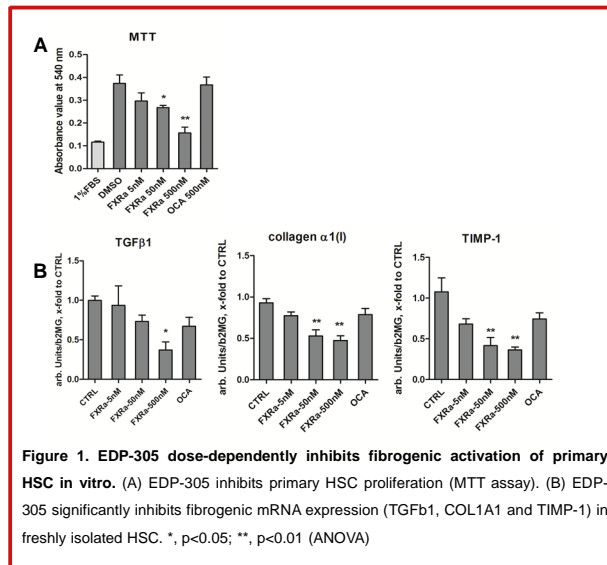 A
MTT
Absorbance value at 540 nm
0.5
0.4
0.3
0.2
0.1
0.0
*
**
1%FBS
DMSO
FXRa 5nM
FXRa 50nM
FXRa 500nM
OCA 500nM
B
TGFβ1
arb. Units/b2MG, x-fold to CTRL
1.5
1.0
0.5
0.0
*
CTRL
FXRa-5nM
FXRa-50nM
FXRa-500nM
OCA
collagen α1(I)
arb. Units/b2MG, x-fold to CTRL
1.5
1.0
0.5
0.0
**
**
CTRL
FXRa-5nM
FXRa-50nM
FXRa-500nM
OCA
TIMP-1
arb. Units/b2MG, x-fold to CTRL
1.5
1.0
0.5
0.0
**
**
CTRL
FXRa-5nM
FXRa-50nM
FXRa-500nM
OCA
Figure 1. EDP-305 dose-dependently inhibits fibrogenic activation of primary
HSC in vitro. (A) EDP-305 inhibits primary HSC proliferation (MTT assay). (B) EDP-
305 significantly inhibits fibrogenic mRNA expression (TGFb1, COL1A1 and TIMP-1) in
freshly isolated HSC. *, p<0.05; **, p<0.01 (ANOVA)